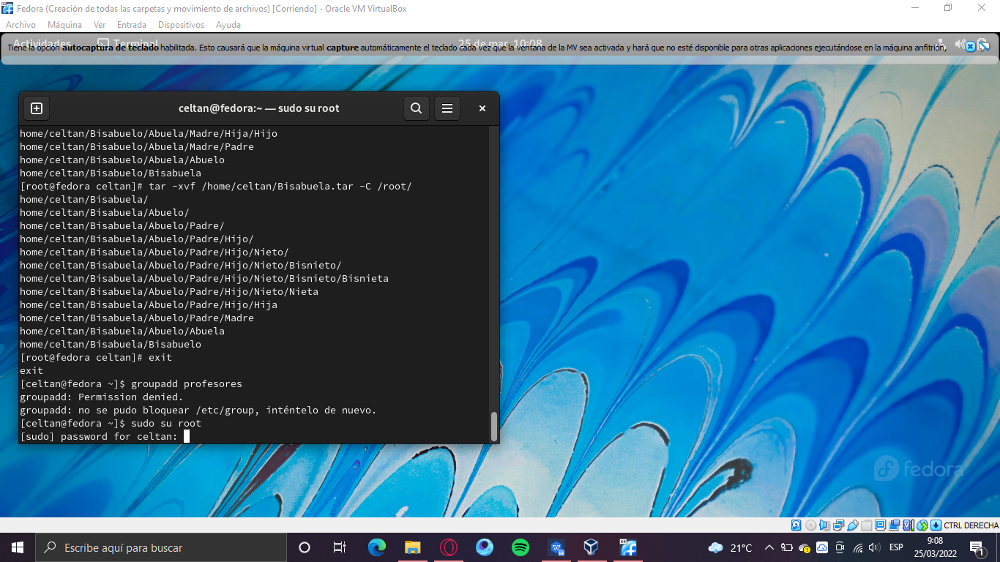 Fedora (Creación de todas las carpetas y movimiento de archivos) [Corriendo] - Oracle VM VirtualBox
Archivo Máquina Ver Entrada Dispositivos Ayuda
Actividades Terminal 25 de mar 10:08
Tiene la opción autocaptura de teclado habilitada. Esto causará que la máquina virtual capture automáticamente el teclado cada vez que la ventana de la MV sea activada y hará que no esté disponible para otras aplicaciones ejecutándose en la máquina anfitrión,
celtan@fedora:~ — sudo su root
home/celtan/Bisabuelo/Abuela/Madre/Hija/Hijo
home/celtan/Bisabuelo/Abuela/Madre/Padre
home/celtan/Bisabuelo/Abuela/Abuelo
home/celtan/Bisabuelo/Bisabuela
[root@fedora celtan]# tar -xvf /home/celtan/Bisabuela.tar -C /root/
home/celtan/Bisabuela/
home/celtan/Bisabuela/Abuelo/
home/celtan/Bisabuela/Abuelo/Padre/
home/celtan/Bisabuela/Abuelo/Padre/Hijo/
home/celtan/Bisabuela/Abuelo/Padre/Hijo/Nieto/
home/celtan/Bisabuela/Abuelo/Padre/Hijo/Nieto/Bisnieto/
home/celtan/Bisabuela/Abuelo/Padre/Hijo/Nieto/Bisnieto/Bisnieta
home/celtan/Bisabuela/Abuelo/Padre/Hijo/Nieto/Nieta
home/celtan/Bisabuela/Abuelo/Padre/Hijo/Hija
home/celtan/Bisabuela/Abuelo/Padre/Madre
home/celtan/Bisabuela/Abuelo/Abuela
home/celtan/Bisabuela/Bisabuelo
[root@fedora celtan]# exit
exit
[celtan@fedora ~]$ groupadd profesores
groupadd: Permission denied.
groupadd: no se pudo bloquear /etc/group, inténtelo de nuevo.
[celtan@fedora ~]$ sudo su root
[sudo] password for celtan:
fedora
CTRL DERECHA
Escribe aquí para buscar
21°C
ESP
9:08
25/03/2022
1